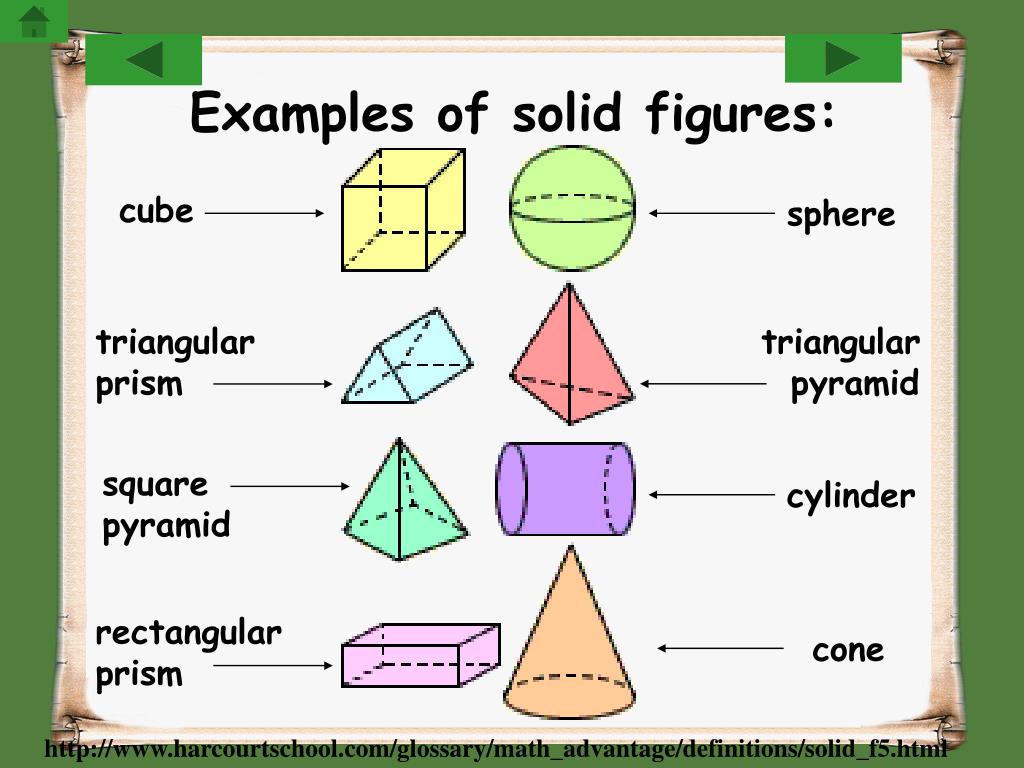 Examples of solid figures:
cube
sphere
triangular
prism
triangular
pyramid
square
pyramid
cylinder
rectangular
prism
cone
http://www.harcourtschool.com/glossary/math_advantage/definitions/solid_f5.html